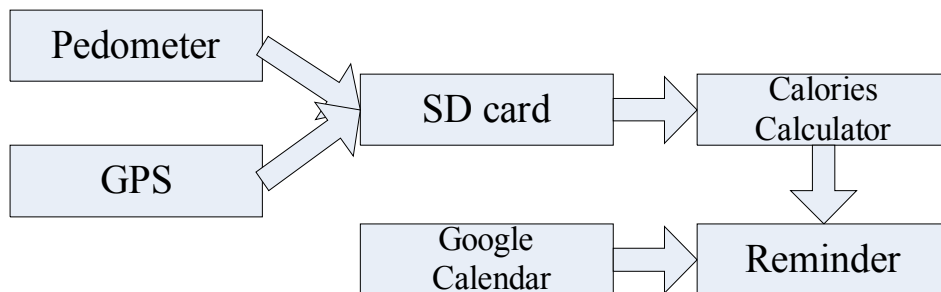 Pedometer
SD card
Calories
Calculator
GPS
Google
Calendar
Reminder